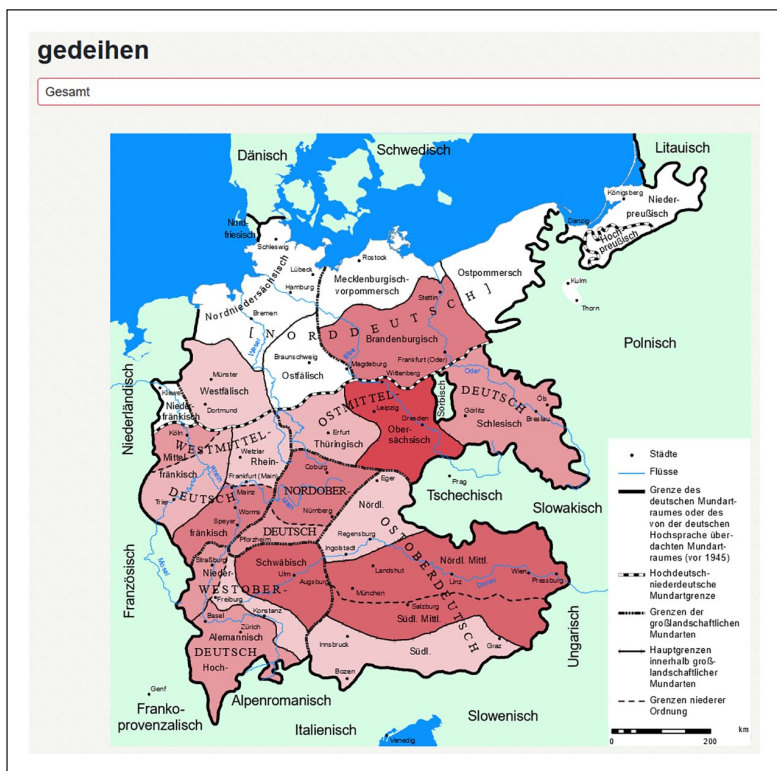 gedeihen
Gesamt
Dänisch
Schwedisch
Litauisch
Königsberg
Nieder-
preußisch
Danzig
Hoch-
preußisch
Nord-
friesisch
Schleswig
Rostock
Lübeck
Hamburg
Mecklenburgisch-
vorpommersch
Ostpommersch
Kulm
Thorn
Nordniedersächsisch
Bremen
Stettin
[ N O R D D E U T S C H ]
Brandenburgisch
Polnisch
Weser
Elbe
Braunschweig
Ostfälisch
Magdeburg
Wittenberg
Frankfurt (Oder)
Oder
Niederländisch
Münster
Westfälisch
Dortmund
Kleve
Nieder-
fränkisch
OSTMITTEL-
DEUTSCH
Leipzig
Dresden
Ober-
sächsisch
Sorbisch
Görlitz
Schlesisch
Öls
Breslau
Köln
WESTMITTEL-
DEUTSCH
Mittel
fränkisch
Wetzlar
Rhein-
Frankfurt (Main)
Erfurt
Thüringisch
Rhein
Mosel
Trier
Mainz
Worms
Speyer
fränkisch
Coburg
Main
NORDOBER-
DEUTSCH
Nürnberg
Eger
Nördl.
Prag
Tschechisch
Slowakisch
Pforzheim
Regensburg
Ingolstadt
Französisch
Mosel
Straßburg
Nieder-
Freiburg
WESTOBER-
DEUTSCH
Schwäbisch
Ulm
Augsburg
OSTOBERDEUTSCH
Landshut
München
Nördl. Mittl.
Linz
Donau
Wien
Pressburg
Salzburg
Südl. Mittl.
Basel
Konstanz
Zürich
Alemannisch
Hoch-
Innsbruck
Südl.
Graz
Bozen
Ungarisch
Genf
Franko-
provenzalisch
Alpenromanisch
Italienisch
Venedig
Slowenisch
Städte
Flüsse
Grenze des
deutschen Mundart-
raumes oder des
von der deutschen
Hochsprache über-
dachten Mundart-
raumes (vor 1945)
Hochdeutsch-
niederdeutsche
Mundartgrenze
Grenzen der
großlandschaftlichen
Mundarten
Hauptgrenzen
innerhalb groß-
landschaftlicher
Mundarten
Grenzen niederer
Ordnung
km
0
200